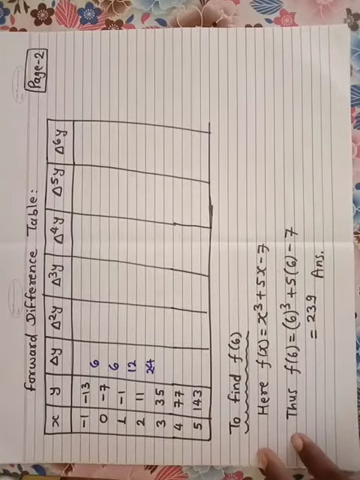 Page-2
Forward Difference Table:
x y Δy Δ2y Δ3y Δ4y Δ5y Δ6y
-1 -13
6
0 -7
6
1 -1
12
2 11
24
3 35
4 77
5 143
To find f(6)
Here f(x) = x³ + 5x - 7
Thus f(6) = (6)³ + 5(6) - 7
= 239 Ans.